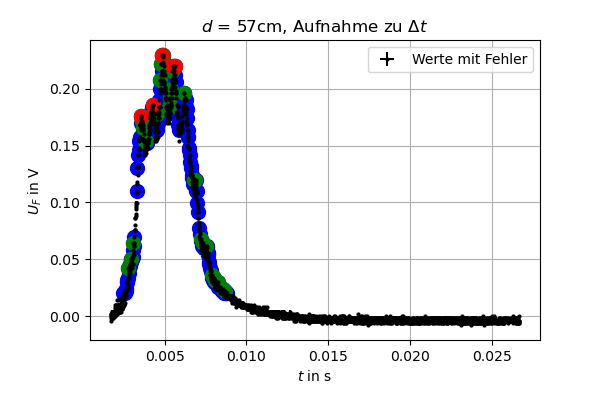 d = 57cm, Aufnahme zu Δt
Werte mit Fehler
0.20
0.15
0.10
0.05
0.00
U_F in V
0.005 0.010 0.015 0.020 0.025
t in s